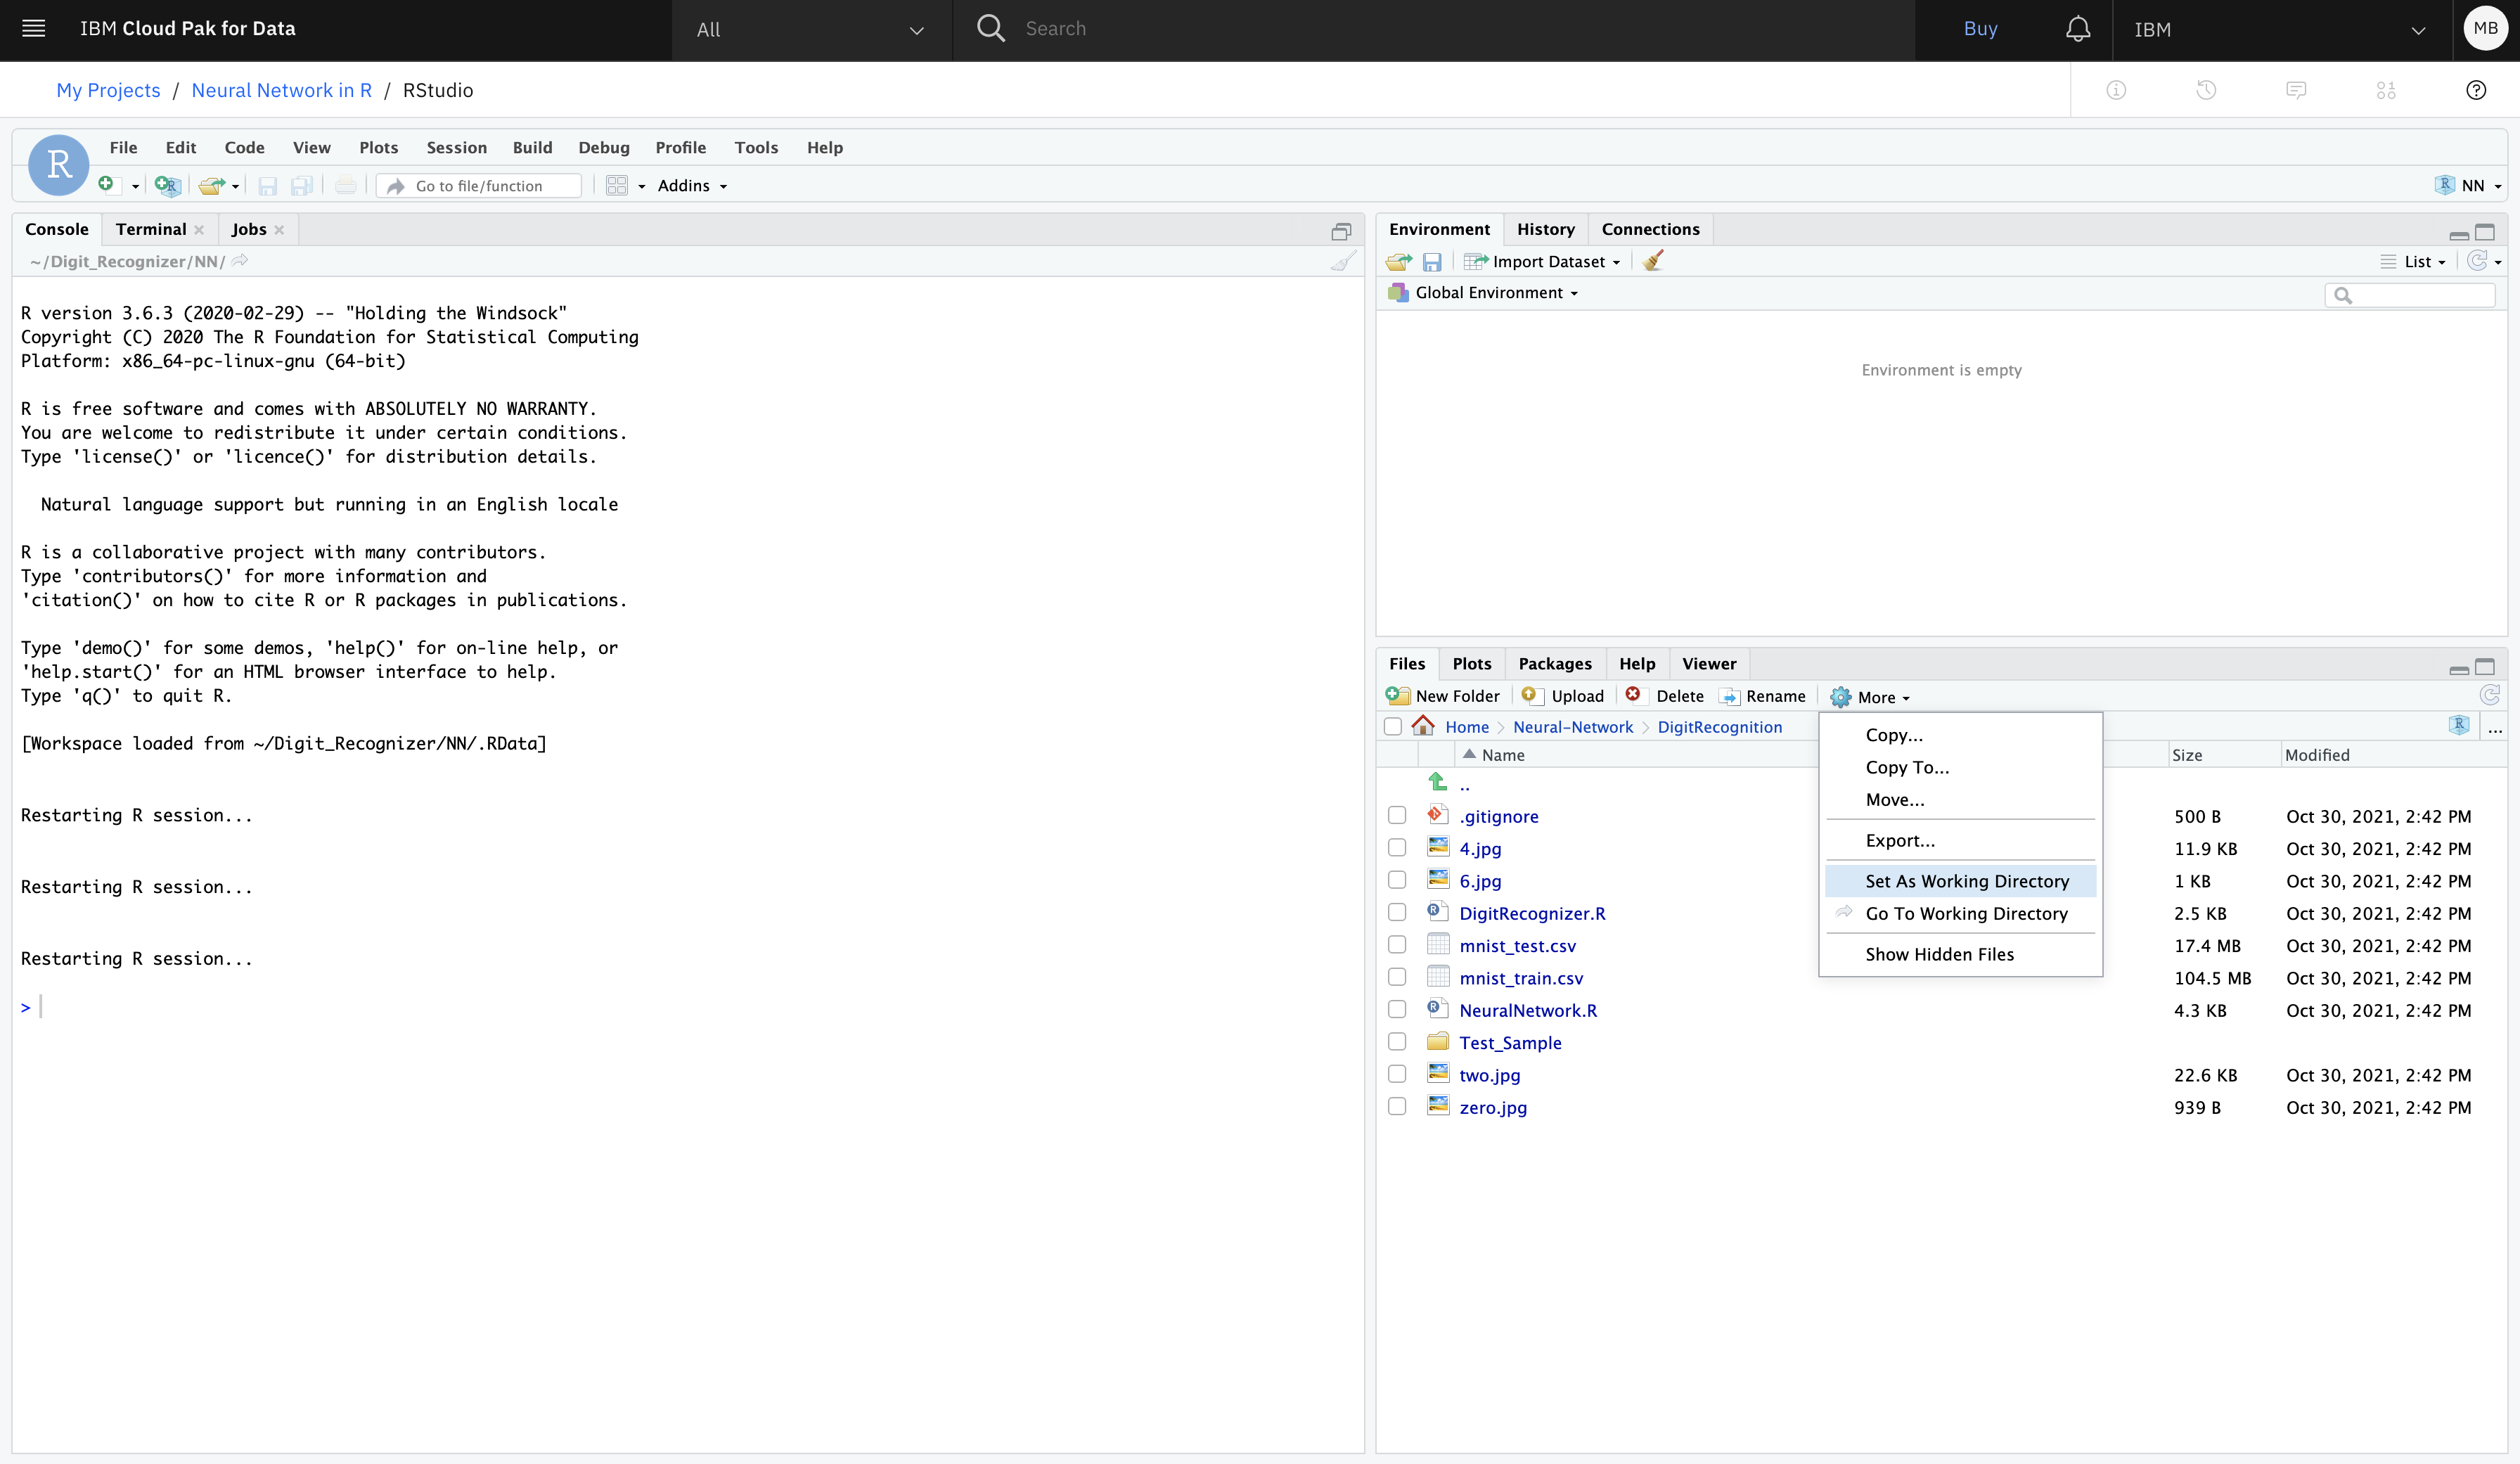 IBM Cloud Pak for Data
All
Search
Buy
IBM
MB
My Projects / Neural Network in R / RStudio
R
File Edit Code View Plots Session Build Debug Profile Tools Help
Go to file/function
Addins
NN
Console Terminal Jobs
~/Digit_Recognizer/NN/
R version 3.6.3 (2020-02-29) -- "Holding the Windsock"
Copyright (C) 2020 The R Foundation for Statistical Computing
Platform: x86_64-pc-linux-gnu (64-bit)
R is free software and comes with ABSOLUTELY NO WARRANTY.
You are welcome to redistribute it under certain conditions.
Type 'license()' or 'licence()' for distribution details.
Natural language support but running in an English locale
R is a collaborative project with many contributors.
Type 'contributors()' for more information and
'citation()' on how to cite R or R packages in publications.
Type 'demo()' for some demos, 'help()' for on-line help, or
'help.start()' for an HTML browser interface to help.
Type 'q()' to quit R.
[Workspace loaded from ~/Digit_Recognizer/NN/.RData]
Restarting R session...
Restarting R session...
Restarting R session...
>
Environment History Connections
Import Dataset
List
Global Environment
Environment is empty
Files Plots Packages Help Viewer
New Folder Upload Delete Rename More
Home Neural-Network DigitRecognition
...
Name Size Modified
..
.gitignore 500 B Oct 30, 2021, 2:42 PM
4.jpg 11.9 KB Oct 30, 2021, 2:42 PM
6.jpg 1 KB Oct 30, 2021, 2:42 PM
DigitRecognizer.R 2.5 KB Oct 30, 2021, 2:42 PM
mnist_test.csv 17.4 MB Oct 30, 2021, 2:42 PM
mnist_train.csv 104.5 MB Oct 30, 2021, 2:42 PM
NeuralNetwork.R 4.3 KB Oct 30, 2021, 2:42 PM
Test_Sample
two.jpg 22.6 KB Oct 30, 2021, 2:42 PM
zero.jpg 939 B Oct 30, 2021, 2:42 PM
Copy...
Copy To...
Move...
Export...
Set As Working Directory
Go To Working Directory
Show Hidden Files